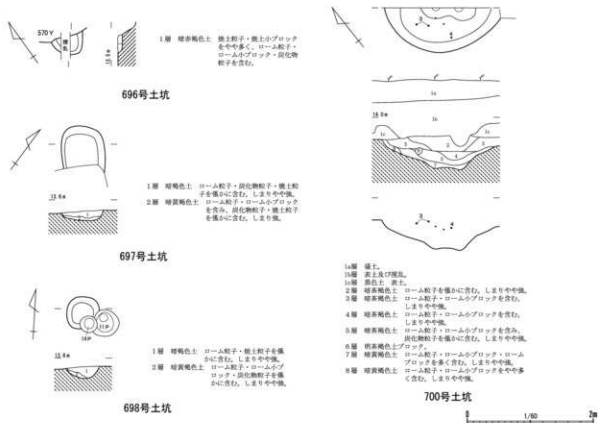 570Y
撹乱
1層 暗赤褐色土 焼土粒子・焼土小ブロック
をやや多く、ローム粒子・
ローム小ブロック、炭化物
粒子を含む。
696号土坑
1層 暗褐色土 ローム粒子・炭化物粒子・焼土粒
子を僅かに含む。しまりやや強。
2層 暗黄褐色土 ローム粒子・ローム小ブロック
を含み、炭化物粒子・焼土粒子
を僅かに含む。しまり強。
697号土坑
1層 暗褐色土 ローム粒子・焼土粒子を僅
かに含む。しまりやや強。
2層 暗黄褐色土 ローム粒子・ローム小ブ
ロック・炭化物粒子を僅
かに含む。しまりやや強。
698号土坑
1a層 盛土。
1b層 表土及び撹乱。
1c層 黒色土 表土。
2層 暗茶褐色土 ローム粒子を僅かに含む。しまりやや強。
3層 暗茶褐色土 ローム粒子・ローム小ブロックを含む。
しまりやや強。
4層 暗茶褐色土 ローム粒子・ローム小ブロックを含む。
しまりやや強。
5層 暗茶褐色土 ローム粒子・ローム小ブロックを含み、
炭化物粒子を僅かに含む。しまりやや強。
6層 明茶褐色土ブロック。
7層 暗黄褐色土 ローム粒子・ローム小ブロック・ローム
ブロックを多く含む。しまりやや強。
8層 暗黄褐色土 ローム粒子・ローム小ブロックをやや多
く含む。しまりやや強。
700号土坑
0 1/60 2m